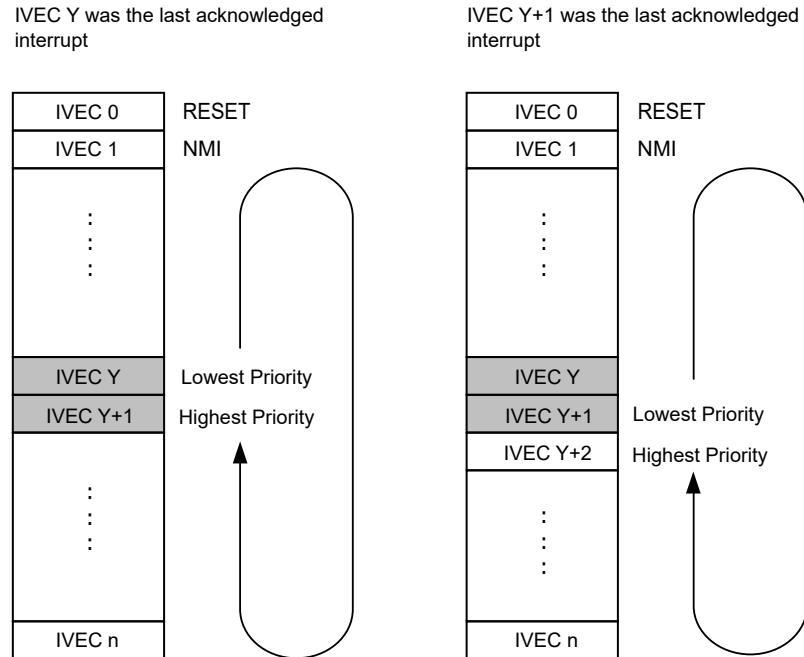 IVEC Y was the last acknowledged
interrupt
IVEC 0 RESET
IVEC 1 NMI
IVEC Y Lowest Priority
IVEC Y+1 Highest Priority
IVEC n
IVEC Y+1 was the last acknowledged
interrupt
IVEC 0 RESET
IVEC 1 NMI
IVEC Y
IVEC Y+1 Lowest Priority
IVEC Y+2 Highest Priority
IVEC n